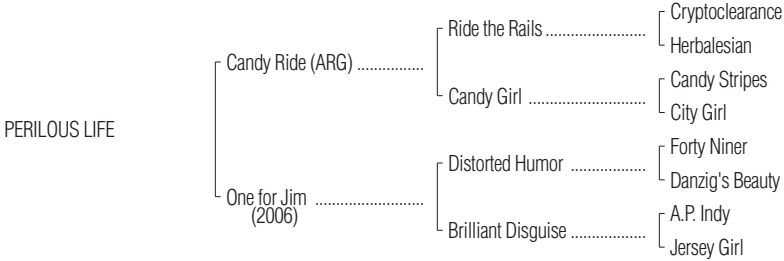 Cryptoclearance
Ride the Rails ........................
Herbalesian
Candy Ride (ARG) ................
Candy Stripes
Candy Girl ............................
City Girl
PERILOUS LIFE
Forty Niner
Distorted Humor ..................
Danzig's Beauty
One for Jim ..........................
(2006)
A.P. Indy
Brilliant Disguise ..................
Jersey Girl